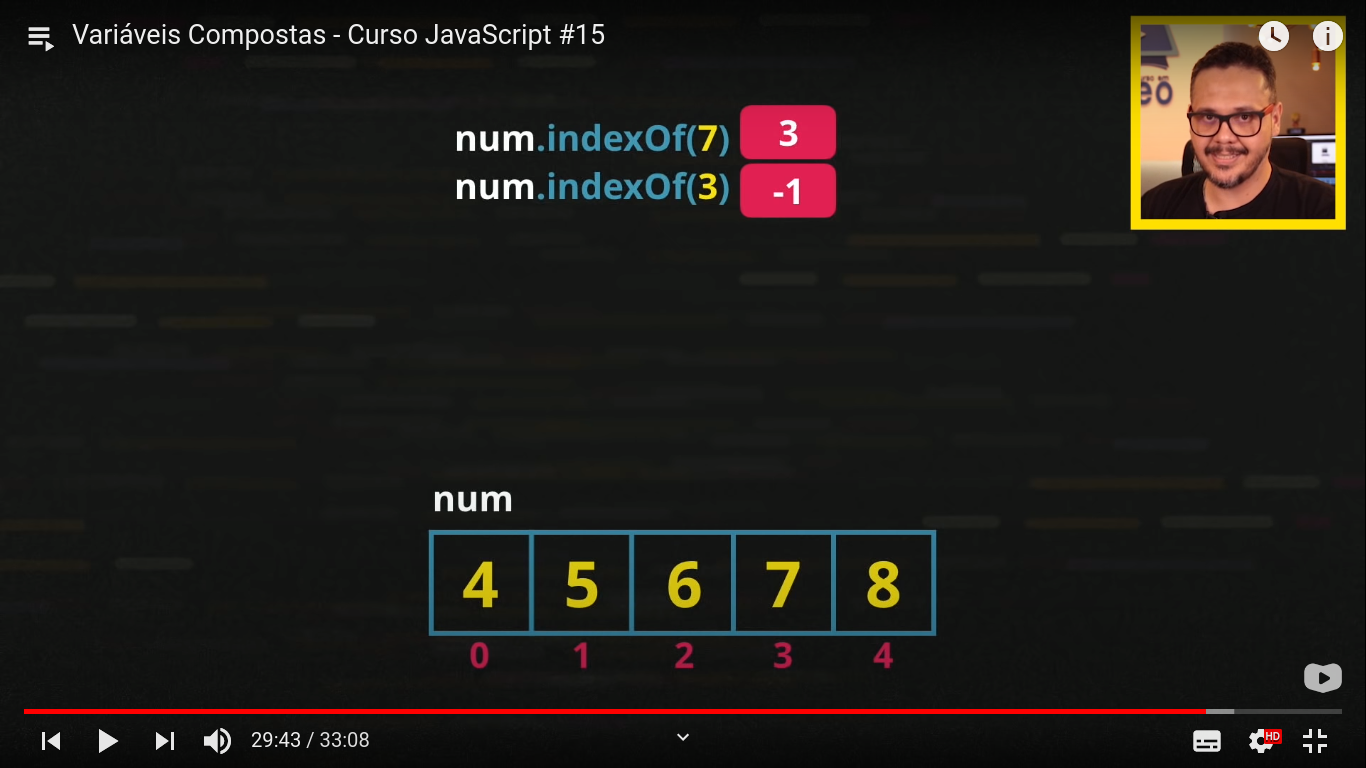 Variáveis Compostas - Curso JavaScript #15
num.indexOf(7) 3
num.indexOf(3) -1
num
4 5 6 7 8
0 1 2 3 4
29:43 / 33:08
HD